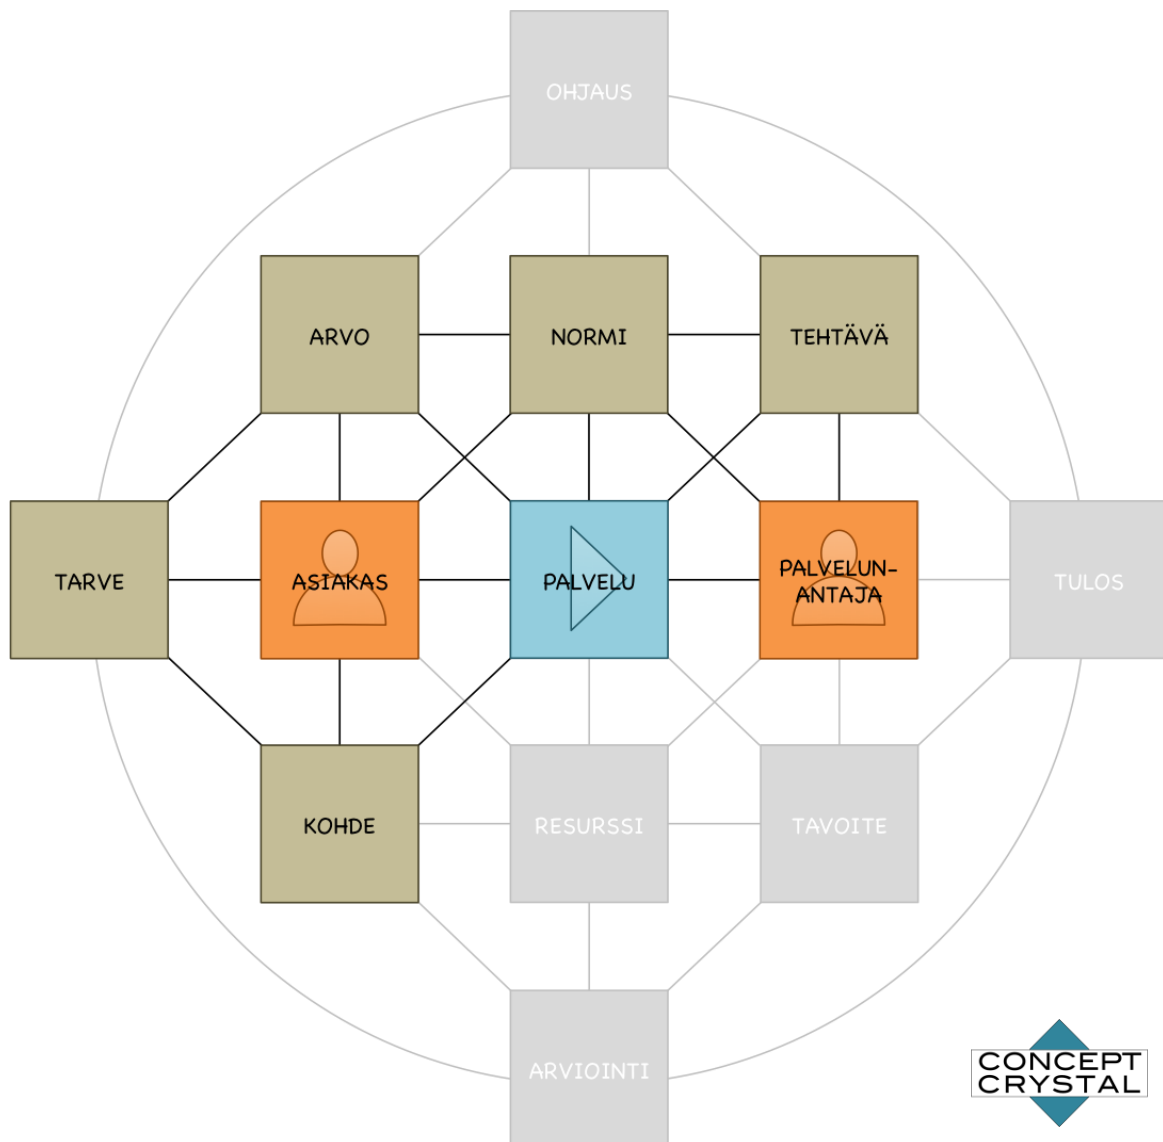 OHJAUS
ARVO
NORMI
TEHTÄVÄ
TARVE
ASIAKAS
PALVELU
PALVELUN-
ANTAJA
TULOS
KOHDE
RESURSSI
TAVOITE
ARVIOINTI
CONCEPT
CRYSTAL